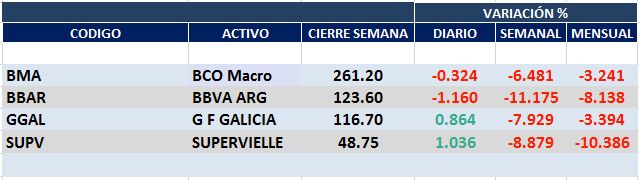 VARIACIÓN %
CODIGO ACTIVO CIERRE SEMANA DIARIO SEMANAL MENSUAL
BMA BCO Macro 261.20 -0.324 -6.481 -3.241
BBAR BBVA ARG 123.60 -1.160 -11.175 -8.138
GGAL G F GALICIA 116.70 0.864 -7.929 -3.394
SUPV SUPERVIELLE 48.75 1.036 -8.879 -10.386